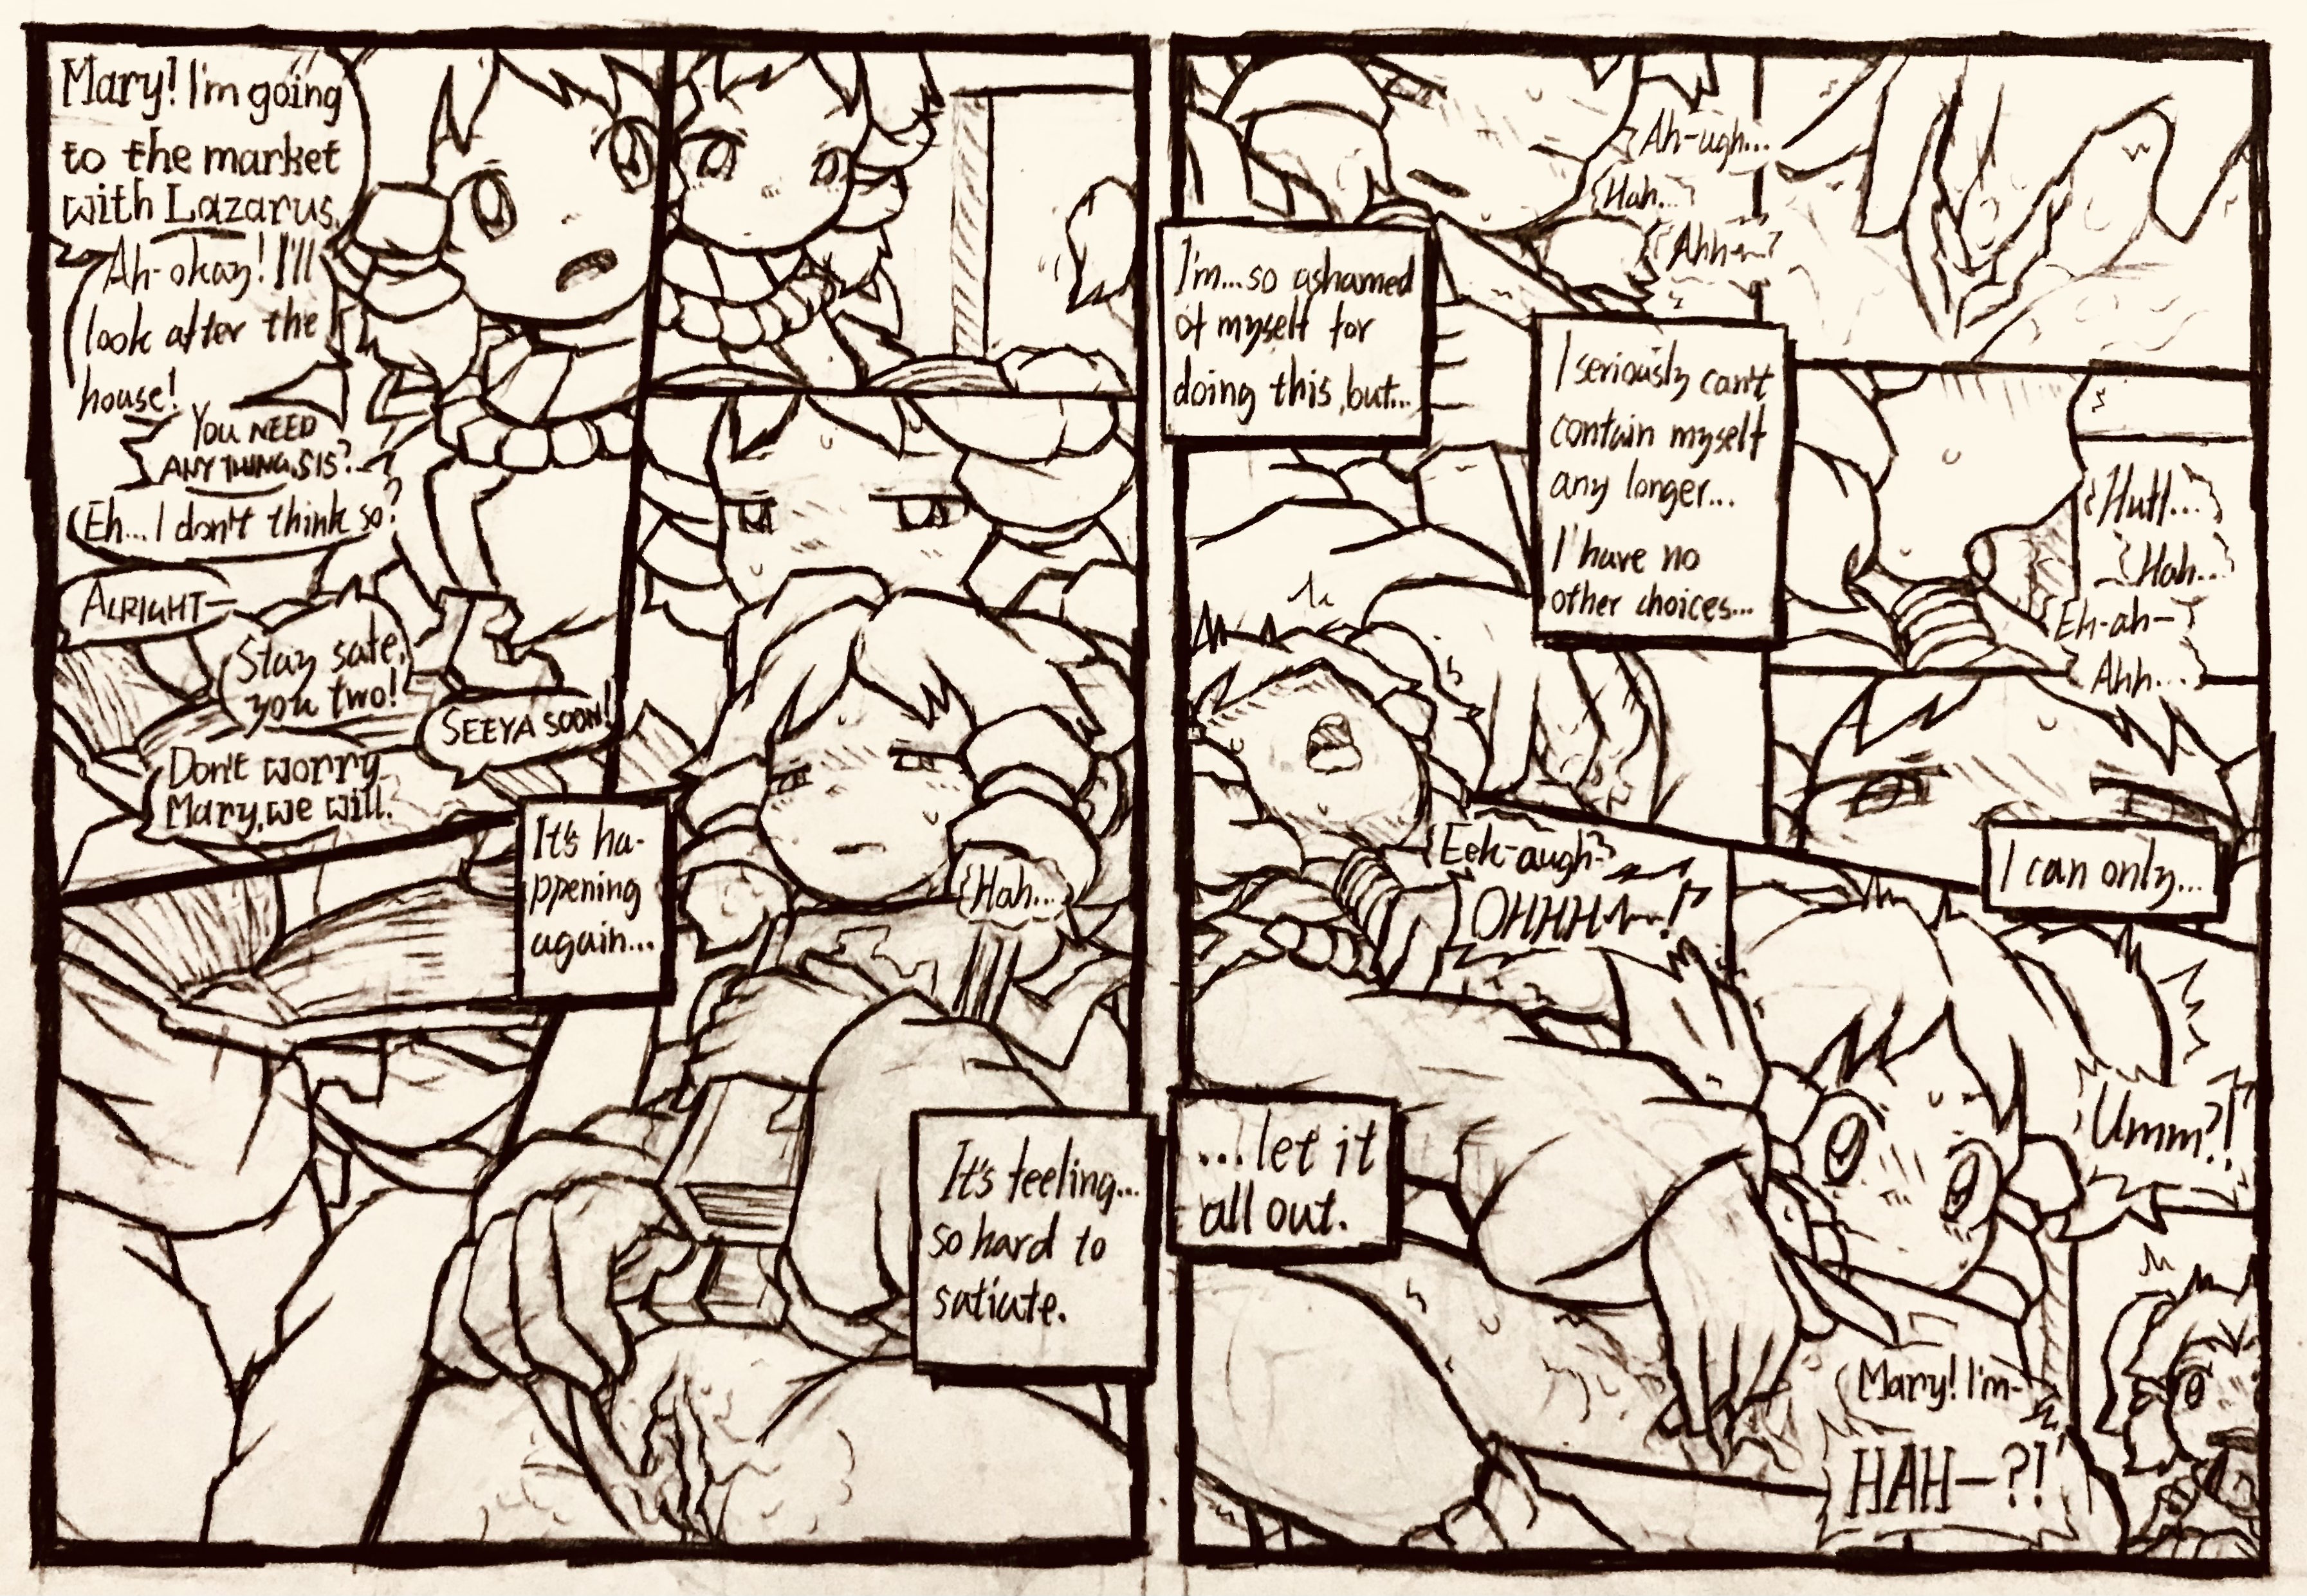 Mary! I'm going
to the market
with Lazarus.
Ah-okay! I'll
look after the
house!
YOU NEED
ANYTHING, SIS?
Eh... I don't think so?
ALRIGHT—
Stay safe,
you two!
SEEYA SOON!
Don't worry
Mary, we will.
It's ha-
ppening
again...
Hah...
It's feeling...
so hard to
satiate.
Ah-ugh...
Hah...
Ahh~?
I'm...so ashamed
of myself for
doing this, but...
I seriously can't
contain myself
any longer...
I have no
other choices...
Huff...
Hah..
Eh-ah—?
Ahh...
Eek-augh?
OHHH~!
I can only...
...let it
all out.
Umm?!
Mary! I'm-
HAH—?!